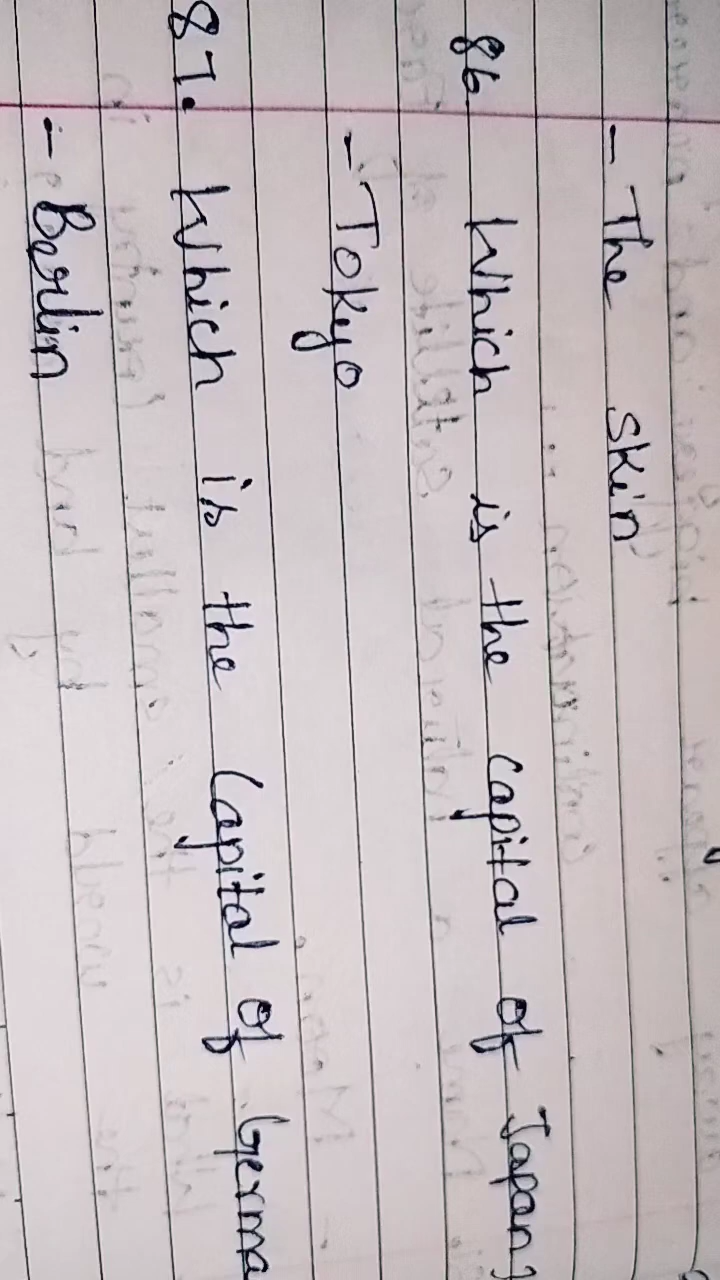 - The skin
86. Which is the capital of Japan?
- Tokyo
87. Which is the Capital of Germa
- Berlin